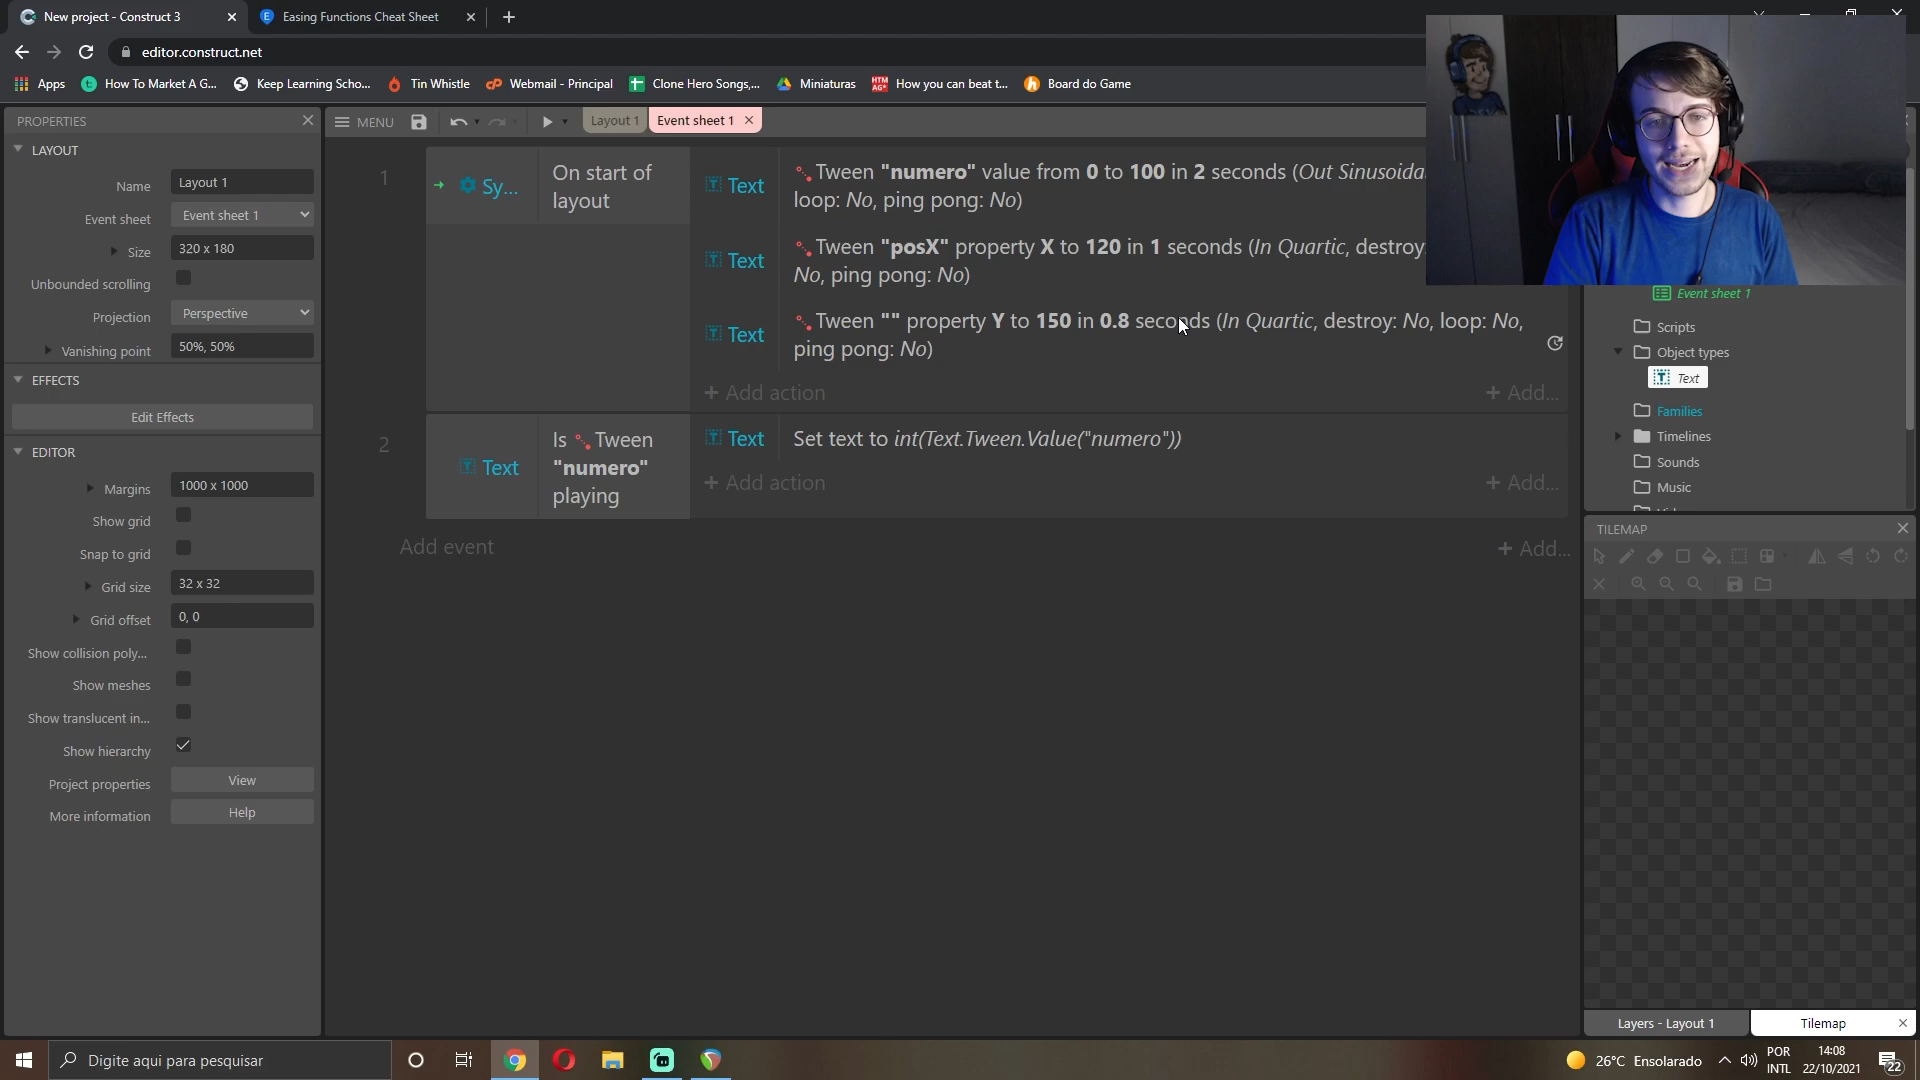 New project - Construct 3
Easing Functions Cheat Sheet
editor.construct.net
Apps
How To Market A G...
Keep Learning Scho...
Tin Whistle
Webmail - Principal
Clone Hero Songs,...
Miniaturas
How you can beat t...
Board do Game
PROPERTIES
MENU
Layout 1
Event sheet 1
LAYOUT
Name
Layout 1
Event sheet
Event sheet 1
Size
320 x 180
Unbounded scrolling
Projection
Perspective
Vanishing point
50%, 50%
EFFECTS
Edit Effects
EDITOR
Margins
1000 x 1000
Show grid
Snap to grid
Grid size
32 x 32
Grid offset
0, 0
Show collision poly...
Show meshes
Show translucent in...
Show hierarchy
Project properties
View
More information
Help
1
Sy...
On start of
layout
Text
Tween "numero" value from 0 to 100 in 2 seconds (Out Sinusoida
loop: No, ping pong: No)
Text
Tween "posX" property X to 120 in 1 seconds (In Quartic, destroy
No, ping pong: No)
Text
Tween "" property Y to 150 in 0.8 seconds (In Quartic, destroy: No, loop: No,
ping pong: No)
+ Add action
+ Add...
2
Text
Is Tween
"numero"
playing
Text
Set text to int(Text.Tween.Value("numero"))
+ Add action
+ Add...
Add event
+ Add...
Event sheet 1
Scripts
Object types
Text
Families
Timelines
Sounds
Music
TILEMAP
Layers - Layout 1
Tilemap
Digite aqui para pesquisar
26°C Ensolarado
POR
INTL
14:08
22/10/2021
22